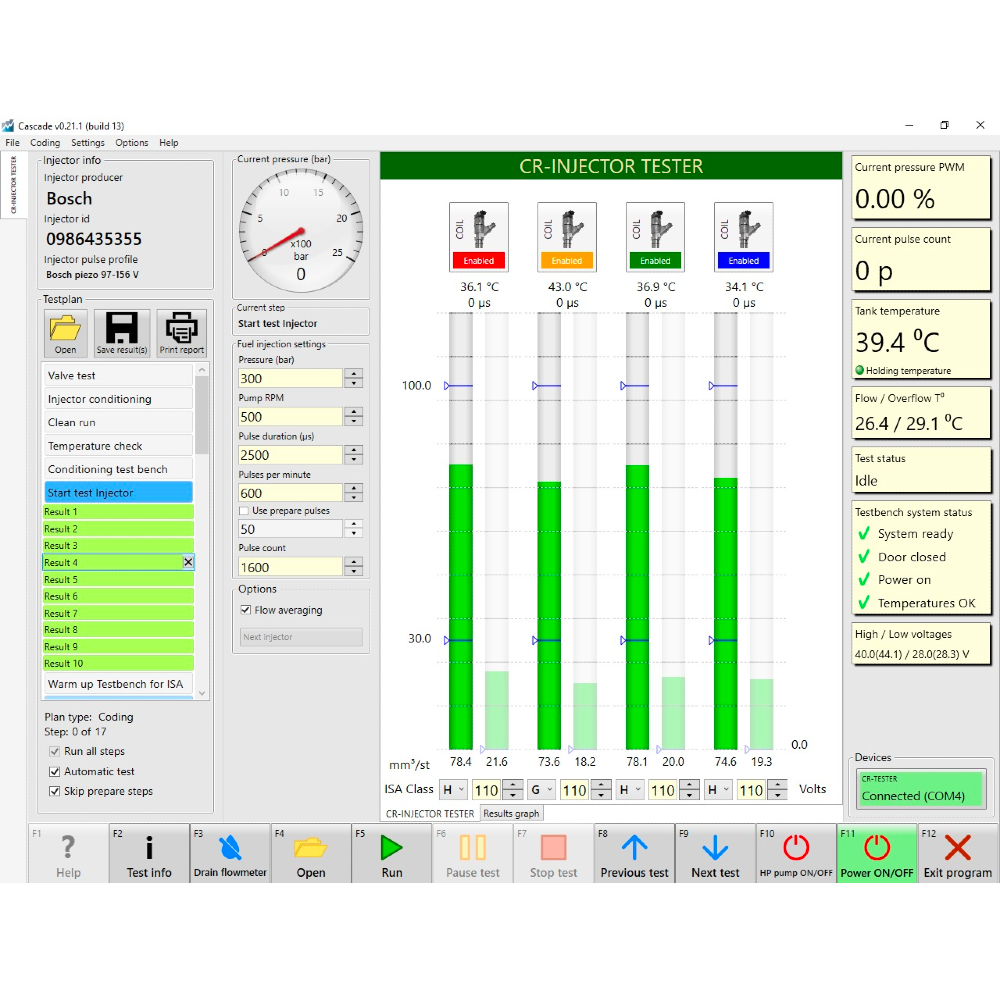 Cascade v0.21.1 (build 13)
File Coding Settings Options Help
CR-INJECTOR TESTER
Injector info
Injector producer
Bosch
Injector id
0986435355
Injector pulse profile
Bosch piezo 97-156 V
Testplan
Open
Save result(s)
Print report
Valve test
Injector conditioning
Clean run
Temperature check
Conditioning test bench
Start test Injector
Result 1
Result 2
Result 3
Result 4
Result 5
Result 6
Result 7
Result 8
Result 9
Result 10
Warm up Testbench for ISA
Plan type: Coding
Step: 0 of 17
Run all steps
Automatic test
Skip prepare steps
Current pressure (bar)
5 10 15 20 25
0
x100
bar
0
Current step
Start test Injector
Fuel injection settings
Pressure (bar)
300
Pump RPM
500
Pulse duration (µs)
2500
Pulses per minute
600
Use prepare pulses
50
Pulse count
1600
Options
Flow averaging
Next injector
CR-INJECTOR TESTER
COIL COIL COIL COIL
Enabled Enabled Enabled Enabled
36.1 °C 43.0 °C 36.9 °C 34.1 °C
0 µs 0 µs 0 µs 0 µs
100.0
30.0
0.0
mm³/st 78.4 21.6 73.6 18.2 78.1 20.0 74.6 19.3
ISA Class H 110 G 110 H 110 H 110 Volts
CR-INJECTOR TESTER Results graph
Current pressure PWM
0.00 %
Current pulse count
0 p
Tank temperature
39.4 ⁰C
Holding temperature
Flow / Overflow T⁰
26.4 / 29.1 ⁰C
Test status
Idle
Testbench system status
System ready
Door closed
Power on
Temperatures OK
High / Low voltages
40.0(44.1) / 28.0(28.3) V
Devices
CR-TESTER
Connected (COM4)
F1 ? Help
F2 i Test info
F3 Drain flowmeter
F4 Open
F5 Run
F6 Pause test
F7 Stop test
F8 Previous test
F9 Next test
F10 HP pump ON/OFF
F11 Power ON/OFF
F12 Exit program